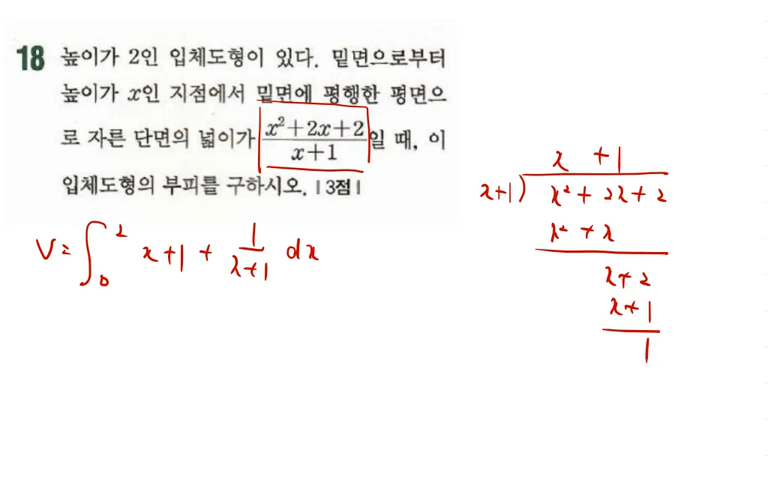 18 높이가 2인 입체도형이 있다. 밑면으로부터
높이가 x인 지점에서 밑면에 평행한 평면으
로 자른 단면의 넓이가 (x²+2x+2)/(x+1)일 때, 이
입체도형의 부피를 구하시오. |3점|
V=∫₀² x+1+1/(x+1) dx
x +1
x+1) x²+2x+2
x²+x
x+2
x+1
1